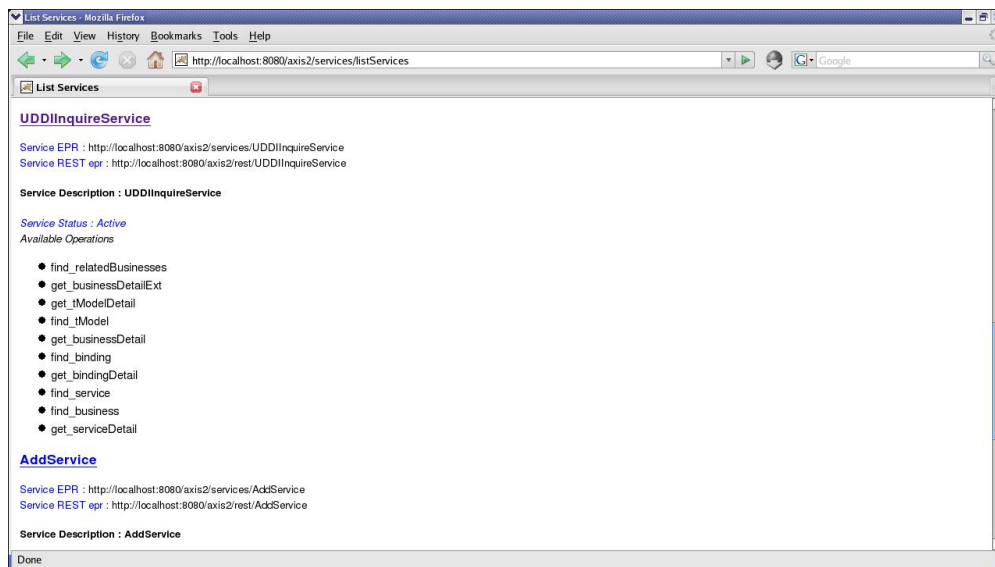 List Services - Mozilla Firefox
File Edit View History Bookmarks Tools Help
http://localhost:8080/axis2/services/listServices
G Google
List Services
UDDIInquireService
Service EPR : http://localhost:8080/axis2/services/UDDIInquireService
Service REST epr : http://localhost:8080/axis2/rest/UDDIInquireService
Service Description : UDDIInquireService
Service Status : Active
Available Operations
find_relatedBusinesses
get_businessDetailExt
get_tModelDetail
find_tModel
get_businessDetail
find_binding
get_bindingDetail
find_service
find_business
get_serviceDetail
AddService
Service EPR : http://localhost:8080/axis2/services/AddService
Service REST epr : http://localhost:8080/axis2/rest/AddService
Service Description : AddService
Done